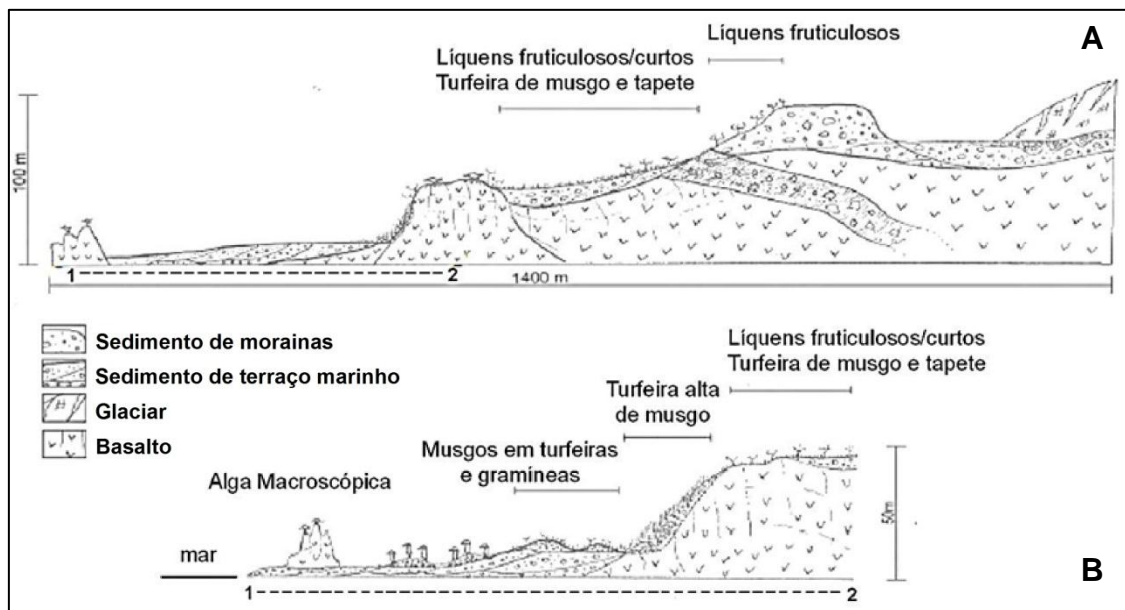 A
Líquens fruticulosos
Líquens fruticulosos/curtos
Turfeira de musgo e tapete
100 m
1
2
1400 m
Sedimento de morainas
Sedimento de terraço marinho
Glaciar
Basalto
Líquens fruticulosos/curtos
Turfeira de musgo e tapete
Turfeira alta
de musgo
Musgos em turfeiras
e gramíneas
Alga Macroscópica
mar
50m
1
2
B